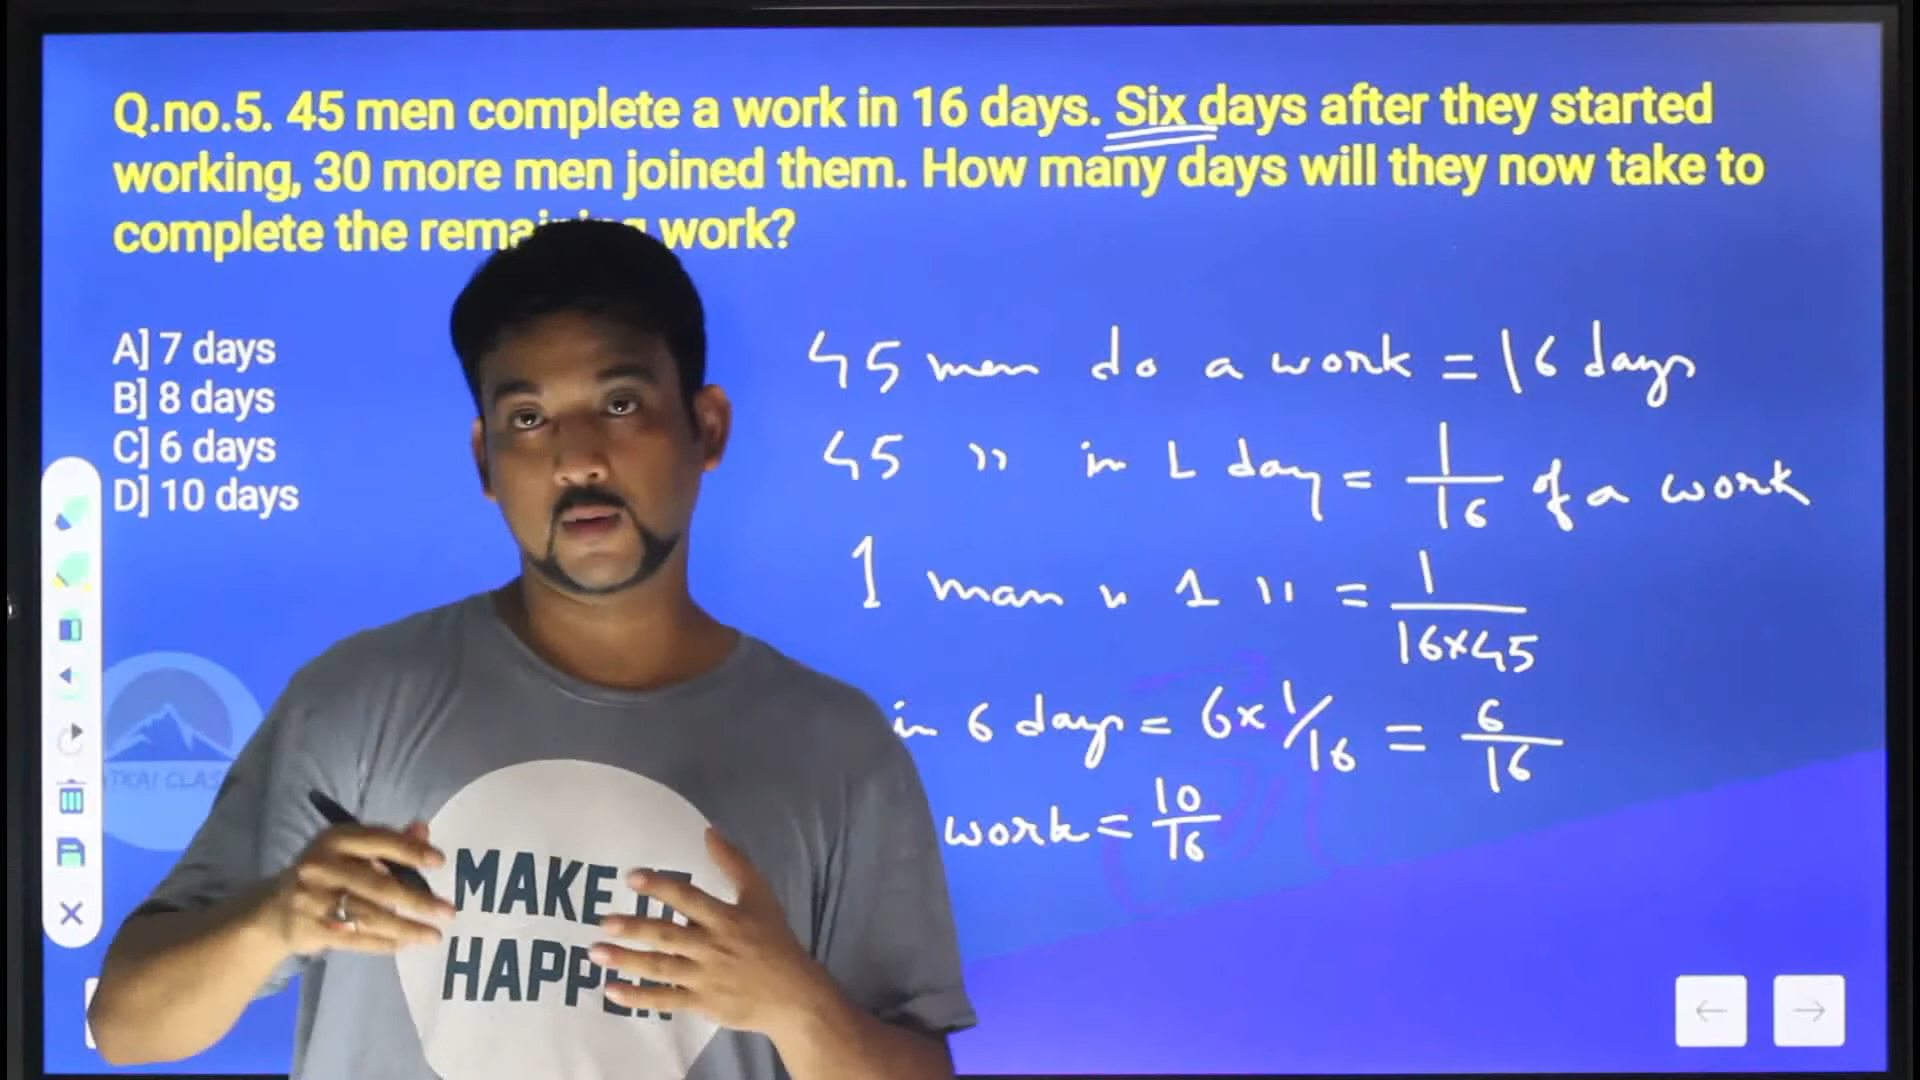 Q.no.5. 45 men complete a work in 16 days. Six days after they started
working, 30 more men joined them. How many days will they now take to
complete the remaining work?
A] 7 days
B] 8 days
C] 6 days
D] 10 days
45 men do a work = 16 days
45 " in 1 day = 1/16 of a work
1 man " 1 " = 1/16×45
in 6 days = 6× 1/16 = 6/16
work = 10/16
MAKE IT
HAPPEN